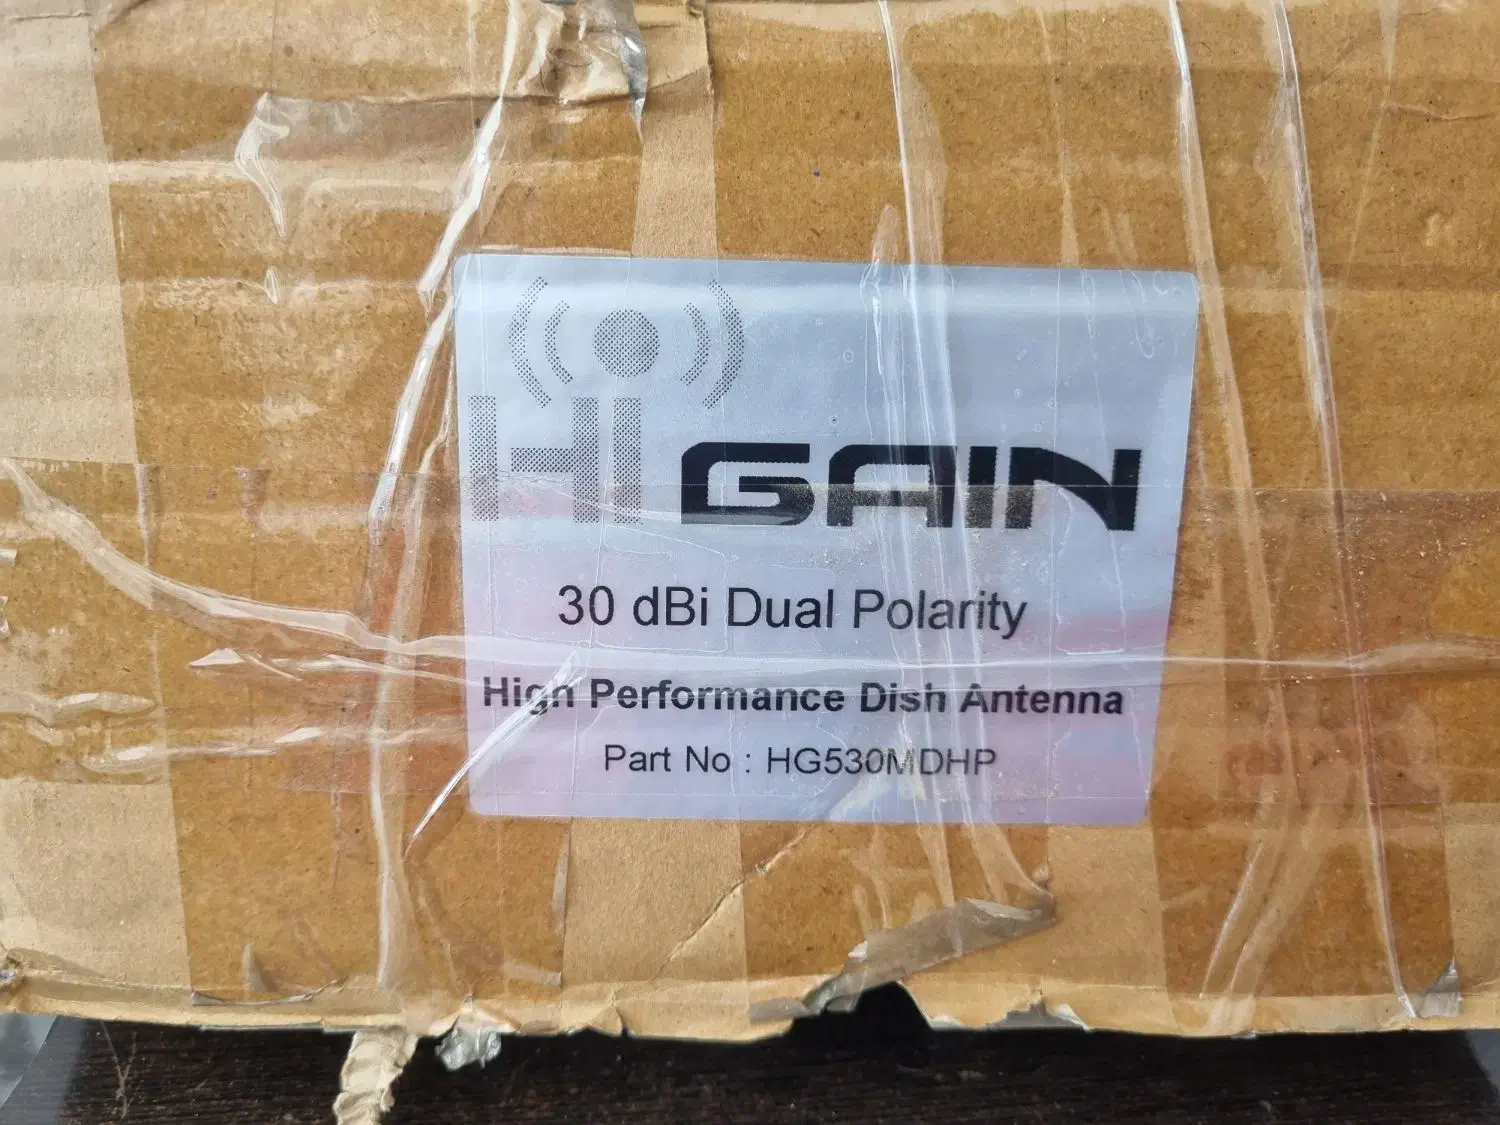 HI GAIN
30 dBi Dual Polarity
High Performance Dish Antenna
Part No : HG530MDHP